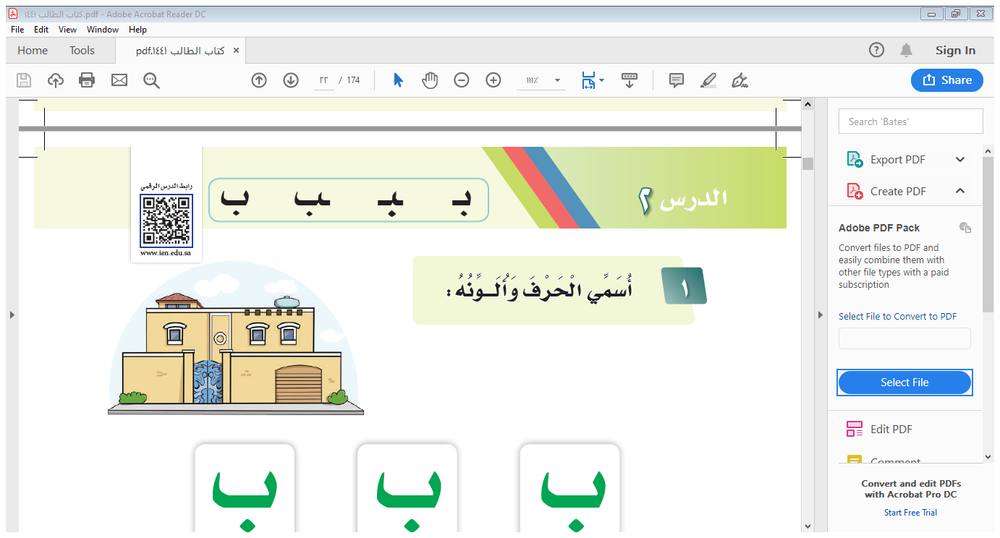 كتاب الطالب ١٤٤١.pdf - Adobe Acrobat Reader DC
File Edit View Window Help
Home Tools كتاب الطالب ١٤٤١.pdf × Sign In
٢٢ / 174 ١١١٪ Share
Search 'Bates'
Export PDF
Create PDF
Adobe PDF Pack
Convert files to PDF and
easily combine them with
other file types with a paid
subscription
Select File to Convert to PDF
Select File
Edit PDF
Comment
Convert and edit PDFs
with Acrobat Pro DC
Start Free Trial
الدرس ٢
بـ ـبـ ـب ب
رابط الدرس الرقمي
www.ien.edu.sa
١ أُسَمِّي الْحَرْفَ وَأُلَـوِّنُهُ :
ب ب ب